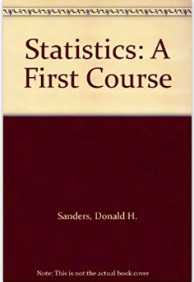 Statistics: A
First Course
Sanders, Donald H.
Note: This is not the actual book cover